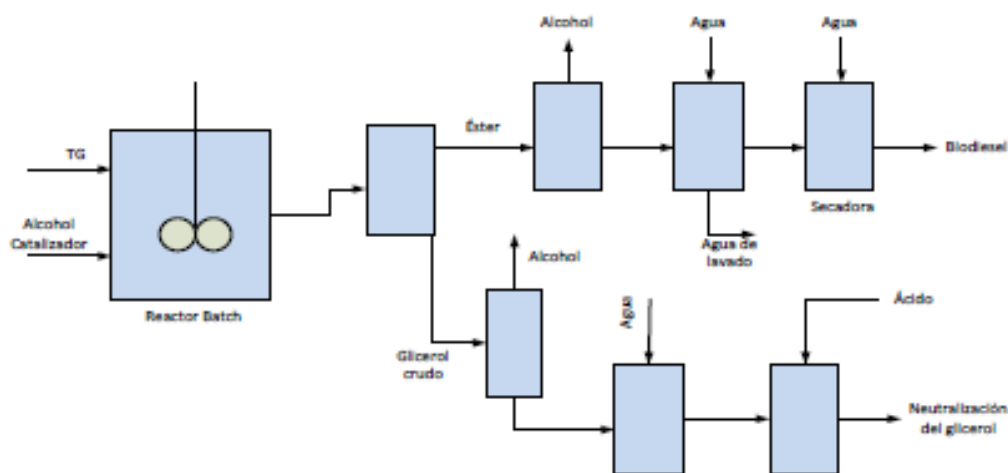 Alcohol
Agua
Agua
TG
Éster
Biodiesel
Alcohol
Catalizador
Secadora
Agua de
lavado
Alcohol
Reactor Batch
Agua
Ácido
Glicerol
crudo
Neutralización
del glicerol